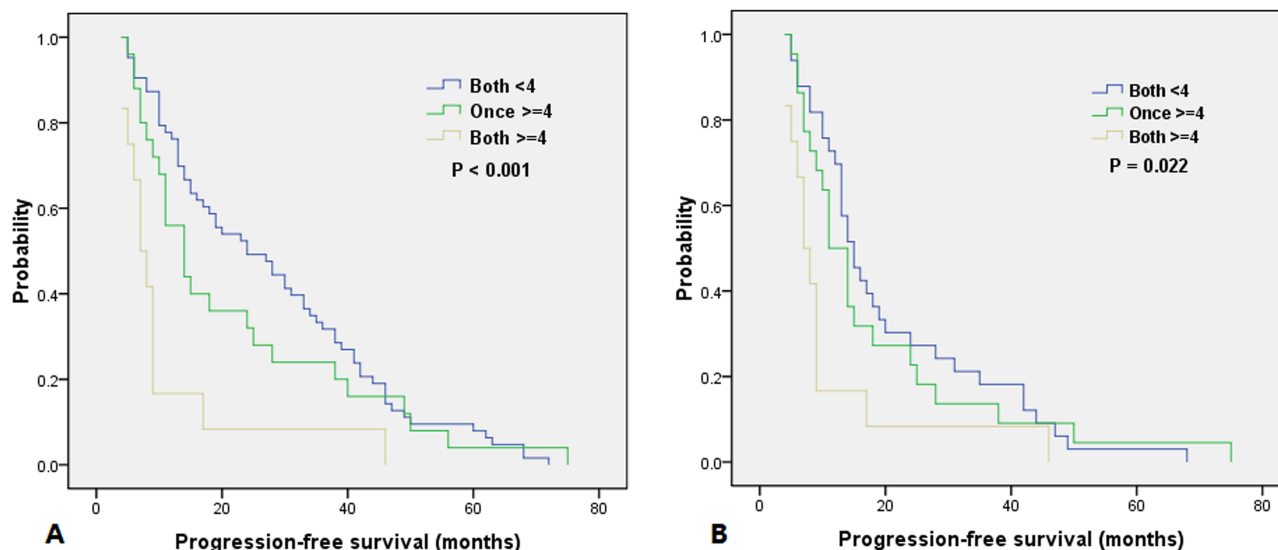 1.0
0.8
0.6
0.4
0.2
0.0
Probability
Both <4
Once >=4
Both >=4
P < 0.001
0 20 40 60 80
A
Progression-free survival (months)
1.0
0.8
0.6
0.4
0.2
0.0
Probability
Both <4
Once >=4
Both >=4
P = 0.022
0 20 40 60 80
B
Progression-free survival (months)